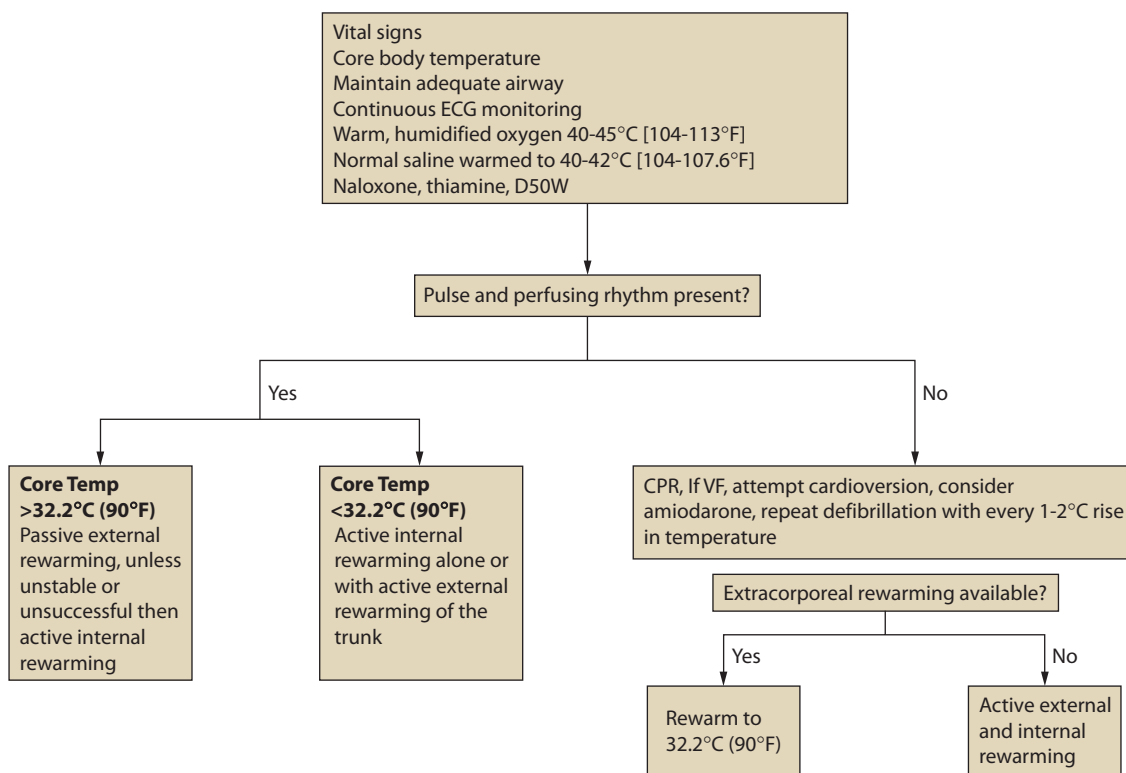 Vital signs
Core body temperature
Maintain adequate airway
Continuous ECG monitoring
Warm, humidified oxygen 40-45°C [104-113°F]
Normal saline warmed to 40-42°C [104-107.6°F]
Naloxone, thiamine, D50W
Pulse and perfusing rhythm present?
Yes
No
Core Temp
>32.2°C (90°F)
Passive external
rewarming, unless
unstable or
unsuccessful then
active internal
rewarming
Core Temp
<32.2°C (90°F)
Active internal
rewarming alone or
with active external
rewarming of the
trunk
CPR, If VF, attempt cardioversion, consider
amiodarone, repeat defibrillation with every 1-2°C rise
in temperature
Extracorporeal rewarming available?
Yes
No
Rewarm to
32.2°C (90°F)
Active external
and internal
rewarming